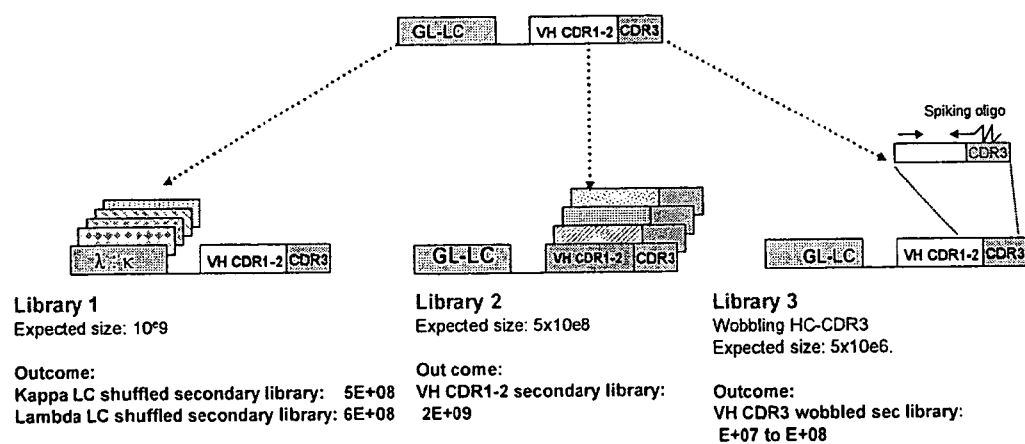 GL-LC
VH CDR1-2 CDR3
Spiking oligo
CDR3
λ κ
VH CDR1-2 CDR3
GL-LC
VH CDR1-2 CDR3
GL-LC
VH CDR1-2 CDR3
Library 1
Expected size: 10e9
Outcome:
Kappa LC shuffled secondary library: 5E+08
Lambda LC shuffled secondary library: 6E+08
Library 2
Expected size: 5x10e8
Out come:
VH CDR1-2 secondary library:
2E+09
Library 3
Wobbling HC-CDR3
Expected size: 5x10e6.
Outcome:
VH CDR3 wobbled sec library:
E+07 to E+08